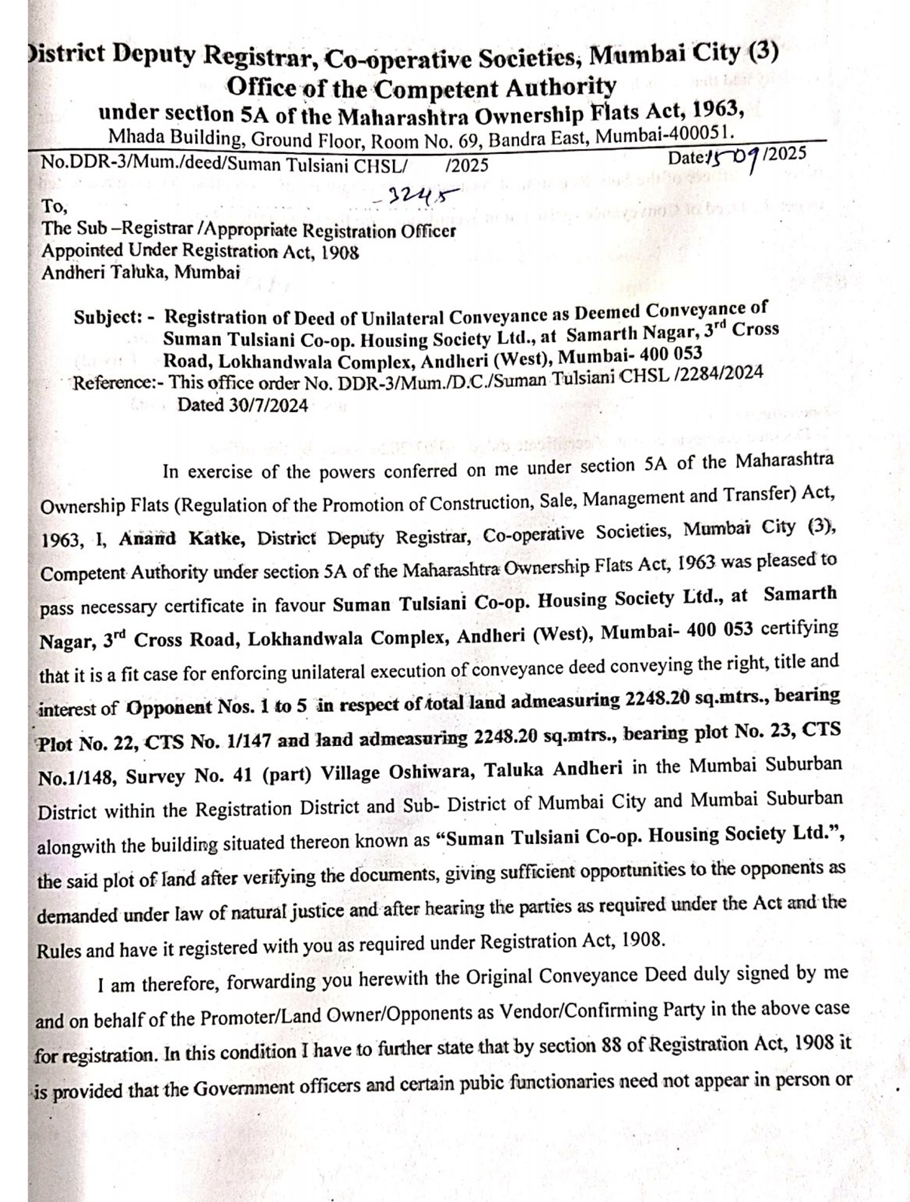 District Deputy Registrar, Co-operative Societies, Mumbai City (3)
Office of the Competent Authority
under section 5A of the Maharashtra Ownership Flats Act, 1963,
Mhada Building, Ground Floor, Room No. 69, Bandra East, Mumbai-400051.
No.DDR-3/Mum./deed/Suman Tulsiani CHSL/ /2025 Date:15/09/2025
- 3245
To,
The Sub –Registrar /Appropriate Registration Officer
Appointed Under Registration Act, 1908
Andheri Taluka, Mumbai
Subject: - Registration of Deed of Unilateral Conveyance as Deemed Conveyance of
Suman Tulsiani Co-op. Housing Society Ltd., at Samarth Nagar, 3rd Cross
Road, Lokhandwala Complex, Andheri (West), Mumbai- 400 053
Reference:- This office order No. DDR-3/Mum./D.C./Suman Tulsiani CHSL /2284/2024
Dated 30/7/2024
In exercise of the powers conferred on me under section 5A of the Maharashtra
Ownership Flats (Regulation of the Promotion of Construction, Sale, Management and Transfer) Act,
1963, I, Anand Katke, District Deputy Registrar, Co-operative Societies, Mumbai City (3),
Competent Authority under section 5A of the Maharashtra Ownership Flats Act, 1963 was pleased to
pass necessary certificate in favour Suman Tulsiani Co-op. Housing Society Ltd., at Samarth
Nagar, 3rd Cross Road, Lokhandwala Complex, Andheri (West), Mumbai- 400 053 certifying
that it is a fit case for enforcing unilateral execution of conveyance deed conveying the right, title and
interest of Opponent Nos. 1 to 5 in respect of total land admeasuring 2248.20 sq.mtrs., bearing
Plot No. 22, CTS No. 1/147 and land admeasuring 2248.20 sq.mtrs., bearing plot No. 23, CTS
No.1/148, Survey No. 41 (part) Village Oshiwara, Taluka Andheri in the Mumbai Suburban
District within the Registration District and Sub- District of Mumbai City and Mumbai Suburban
alongwith the building situated thereon known as “Suman Tulsiani Co-op. Housing Society Ltd.”,
the said plot of land after verifying the documents, giving sufficient opportunities to the opponents as
demanded under law of natural justice and after hearing the parties as required under the Act and the
Rules and have it registered with you as required under Registration Act, 1908.
I am therefore, forwarding you herewith the Original Conveyance Deed duly signed by me
and on behalf of the Promoter/Land Owner/Opponents as Vendor/Confirming Party in the above case
for registration. In this condition I have to further state that by section 88 of Registration Act, 1908 it
is provided that the Government officers and certain pubic functionaries need not appear in person or